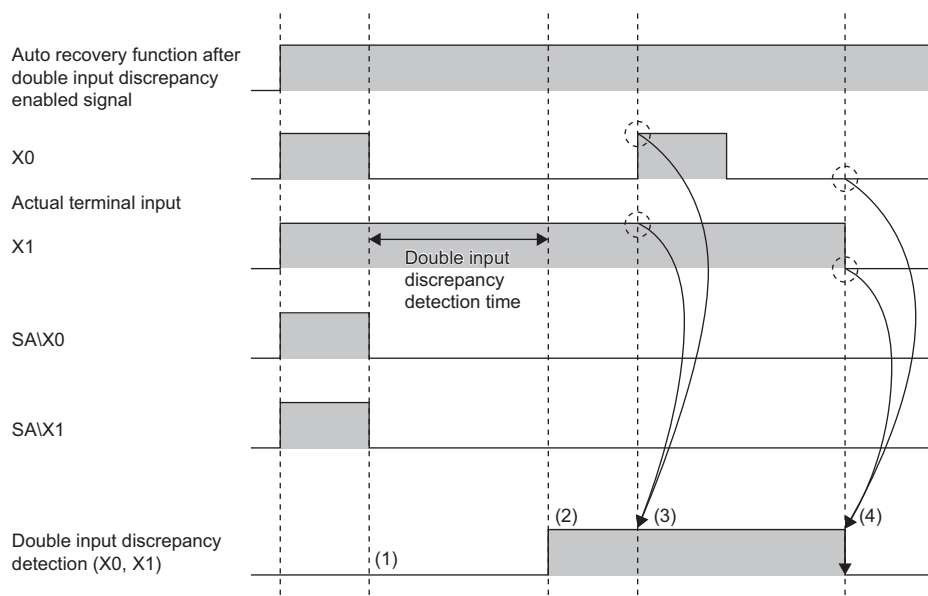 Auto recovery function after
double input discrepancy
enabled signal
X0
Actual terminal input
X1
Double input
discrepancy
detection time
SA\X0
SA\X1
Double input discrepancy
detection (X0, X1)
(1)
(2)
(3)
(4)